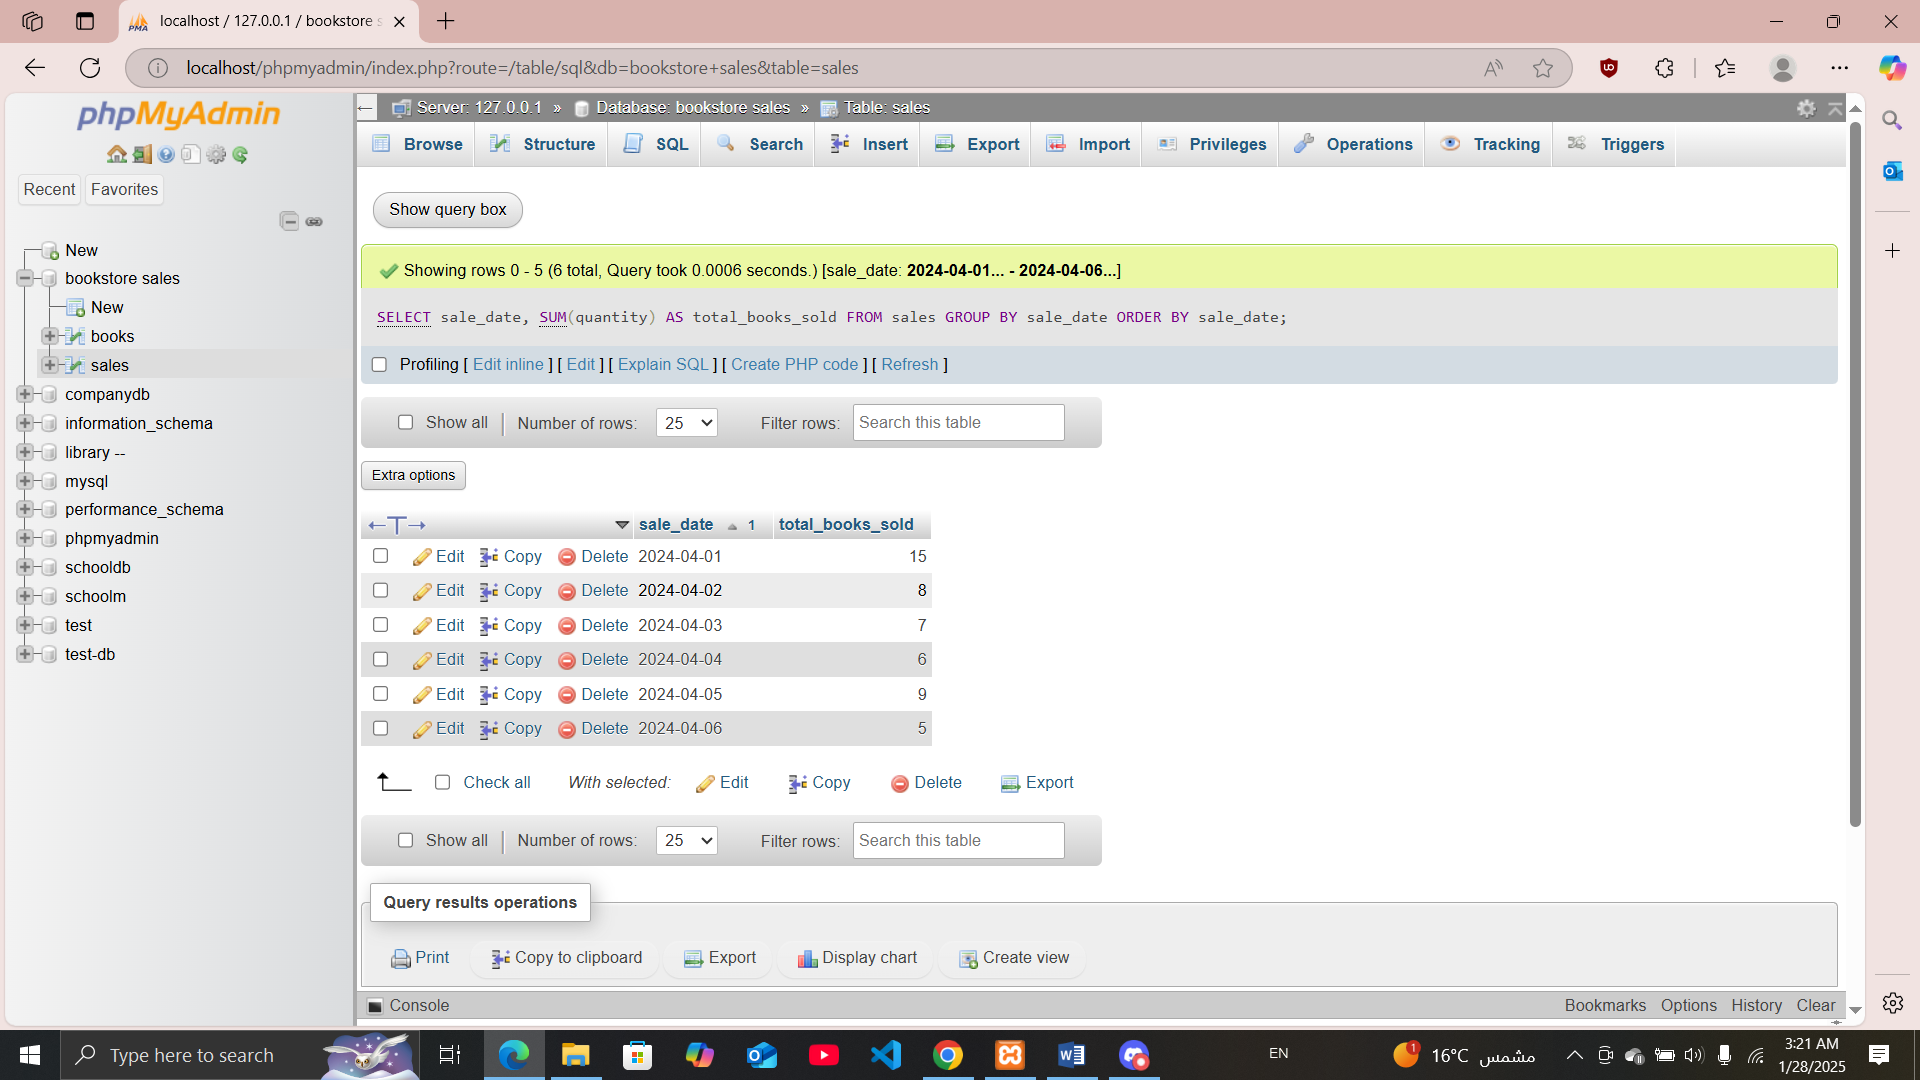 localhost / 127.0.0.1 / bookstore s
localhost/phpmyadmin/index.php?route=/table/sql&db=bookstore+sales&table=sales
phpMyAdmin
Recent Favorites
New
bookstore sales
New
books
sales
companydb
information_schema
library --
mysql
performance_schema
phpmyadmin
schooldb
schoolm
test
test-db
Server: 127.0.0.1 » Database: bookstore sales » Table: sales
Browse Structure SQL Search Insert Export Import Privileges Operations Tracking Triggers
Show query box
Showing rows 0 - 5 (6 total, Query took 0.0006 seconds.) [sale_date: 2024-04-01... - 2024-04-06...]
SELECT sale_date, SUM(quantity) AS total_books_sold FROM sales GROUP BY sale_date ORDER BY sale_date;
Profiling [ Edit inline ] [ Edit ] [ Explain SQL ] [ Create PHP code ] [ Refresh ]
Show all Number of rows: 25 Filter rows: Search this table
Extra options
sale_date 1 total_books_sold
Edit Copy Delete 2024-04-01 15
Edit Copy Delete 2024-04-02 8
Edit Copy Delete 2024-04-03 7
Edit Copy Delete 2024-04-04 6
Edit Copy Delete 2024-04-05 9
Edit Copy Delete 2024-04-06 5
Check all With selected: Edit Copy Delete Export
Show all Number of rows: 25 Filter rows: Search this table
Query results operations
Print Copy to clipboard Export Display chart Create view
Console Bookmarks Options History Clear
Type here to search
EN
1
16°C مشمس
3:21 AM
1/28/2025